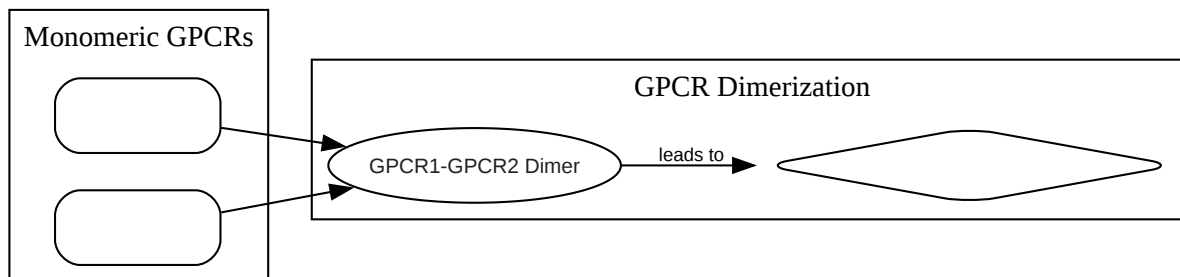 Monomeric GPCRs
GPCR Dimerization
GPCR1-GPCR2 Dimer
leads to